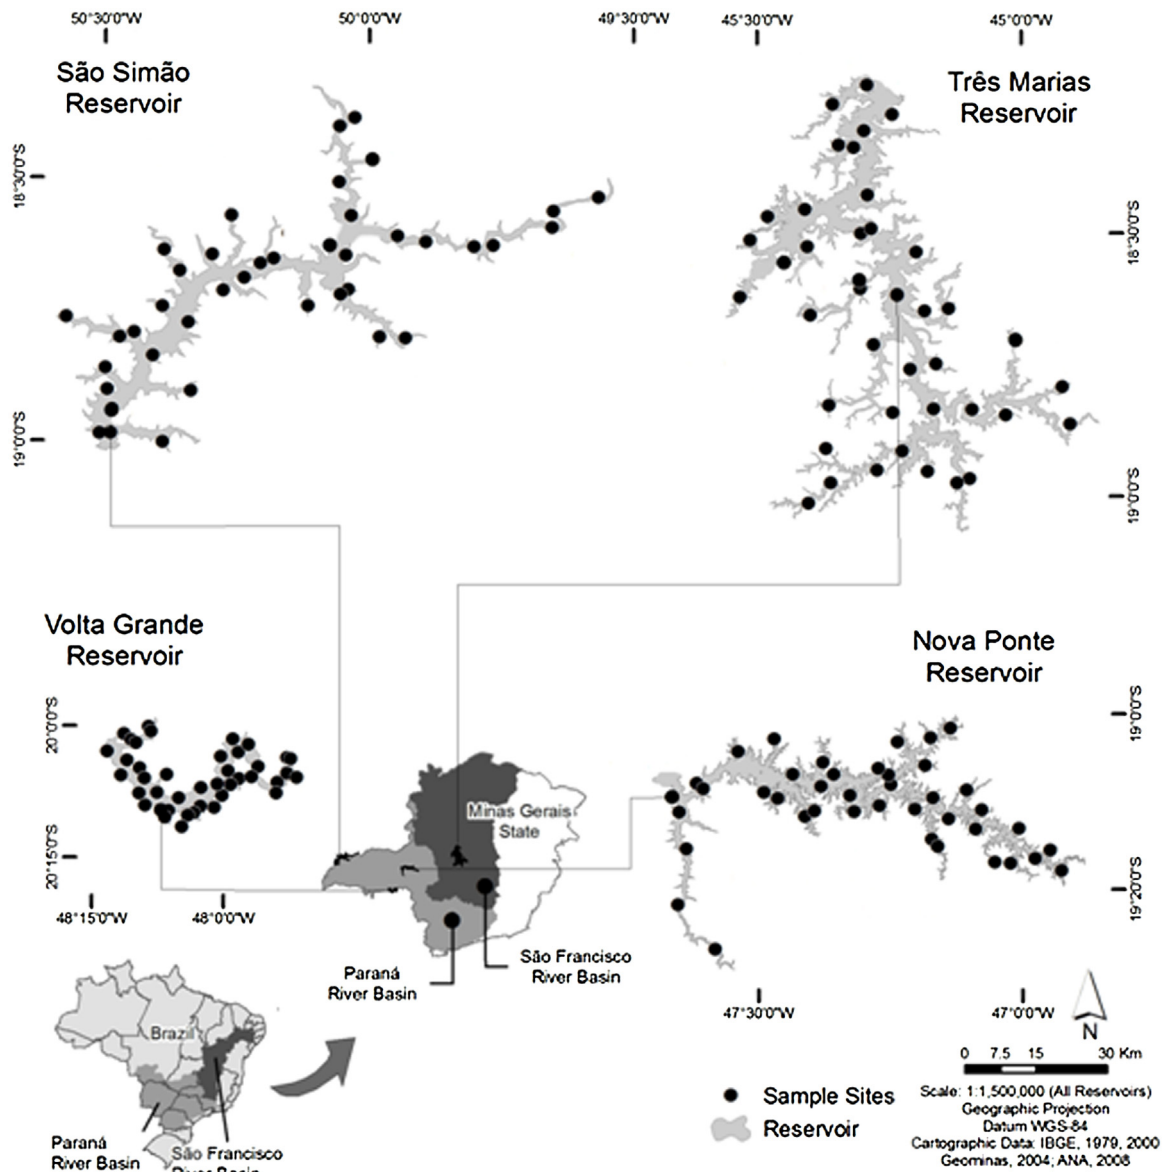 50°30'0"W
50°0'0"W
49°30'0"W
45°30'0"W
45°0'0"W
São Simão
Reservoir
Três Marias
Reservoir
18°30'0"S
19°0'0"S
18°30'0"S
19°0'0"S
Volta Grande
Reservoir
Nova Ponte
Reservoir
20°0'0"S
20°15'0"S
48°15'0"W
48°0'0"W
19°0'0"S
19°20'0"S
47°30'0"W
47°0'0"W
Minas Gerais
State
Paraná
River Basin
São Francisco
River Basin
Brazil
Paraná
River Basin
São Francisco
River Basin
N
0 7.5 15 30 Km
Sample Sites
Reservoir
Scale: 1:1,500,000 (All Reservoirs)
Geographic Projection
Datum WGS-84
Cartographic Data: IBGE, 1979, 2000
Geominas, 2004; ANA, 2008